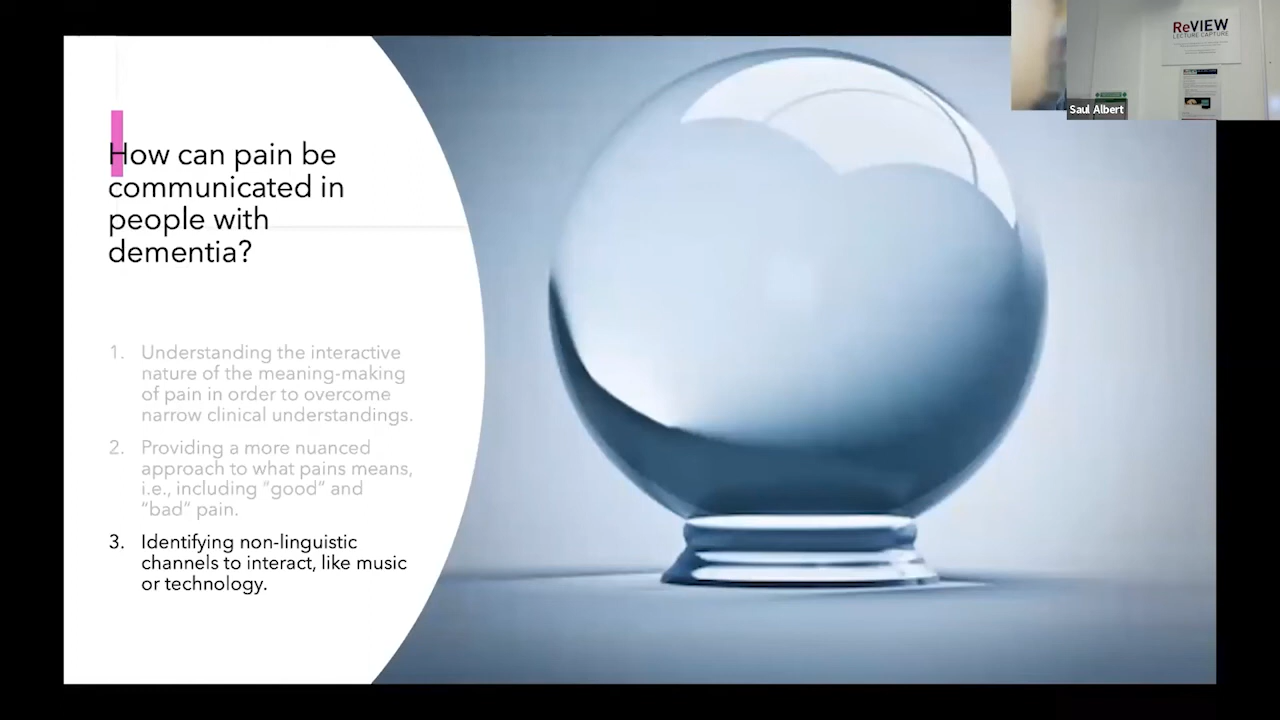 How can pain be
communicated in
people with
dementia?
1. Understanding the interactive
nature of the meaning-making
of pain in order to overcome
narrow clinical understandings.
2. Providing a more nuanced
approach to what pains means,
i.e., including “good” and
“bad” pain.
3. Identifying non-linguistic
channels to interact, like music
or technology.
ReVIEW
LECTURE CAPTURE
Saul Albert